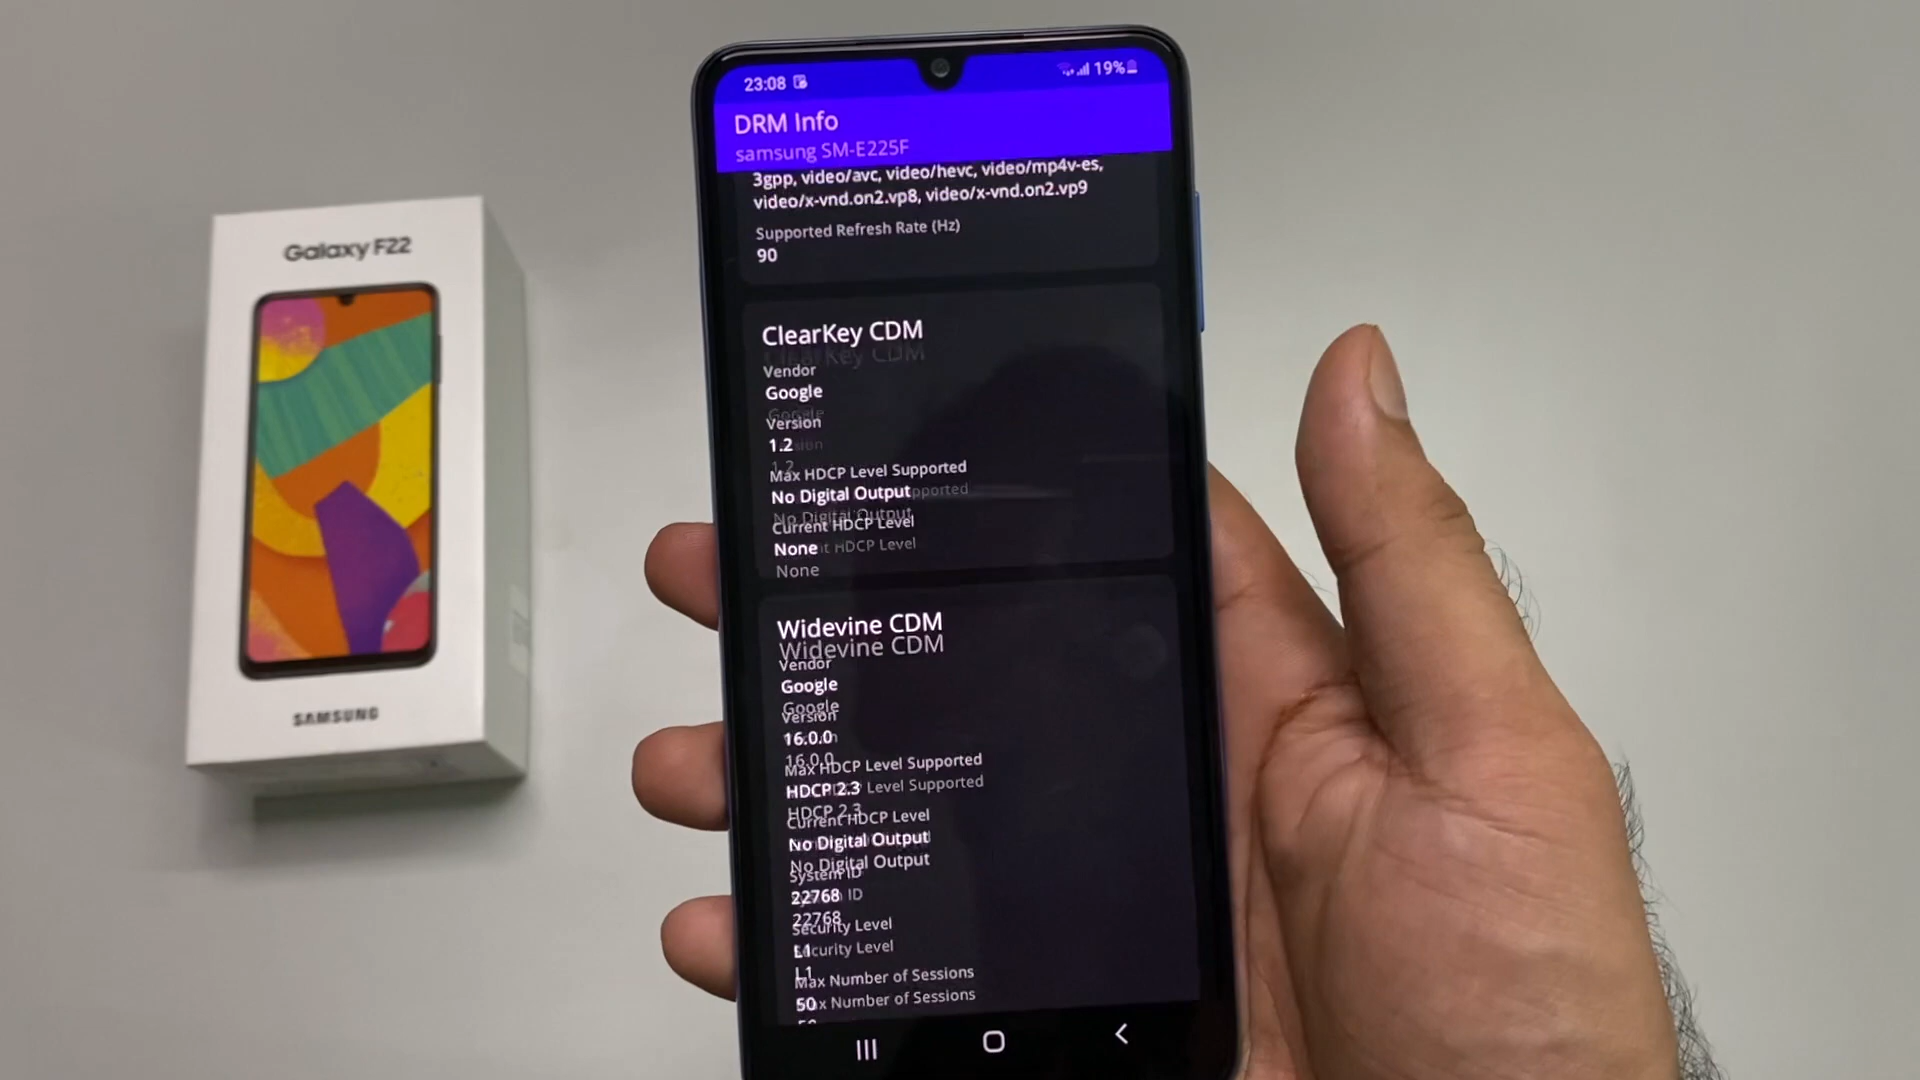 Galaxy F22
SAMSUNG
23:08
19%
DRM Info
samsung SM-E225F
3gpp, video/avc, video/hevc, video/mp4v-es,
video/x-vnd.on2.vp8, video/x-vnd.on2.vp9
Supported Refresh Rate (Hz)
90
ClearKey CDM
Vendor
Google
Version
1.2
Max HDCP Level Supported
No Digital Output
Current HDCP Level
None
Widevine CDM
Vendor
Google
Version
16.0.0
Max HDCP Level Supported
HDCP 2.3
Current HDCP Level
No Digital Output
System ID
22768
Security Level
L1
Max Number of Sessions
50